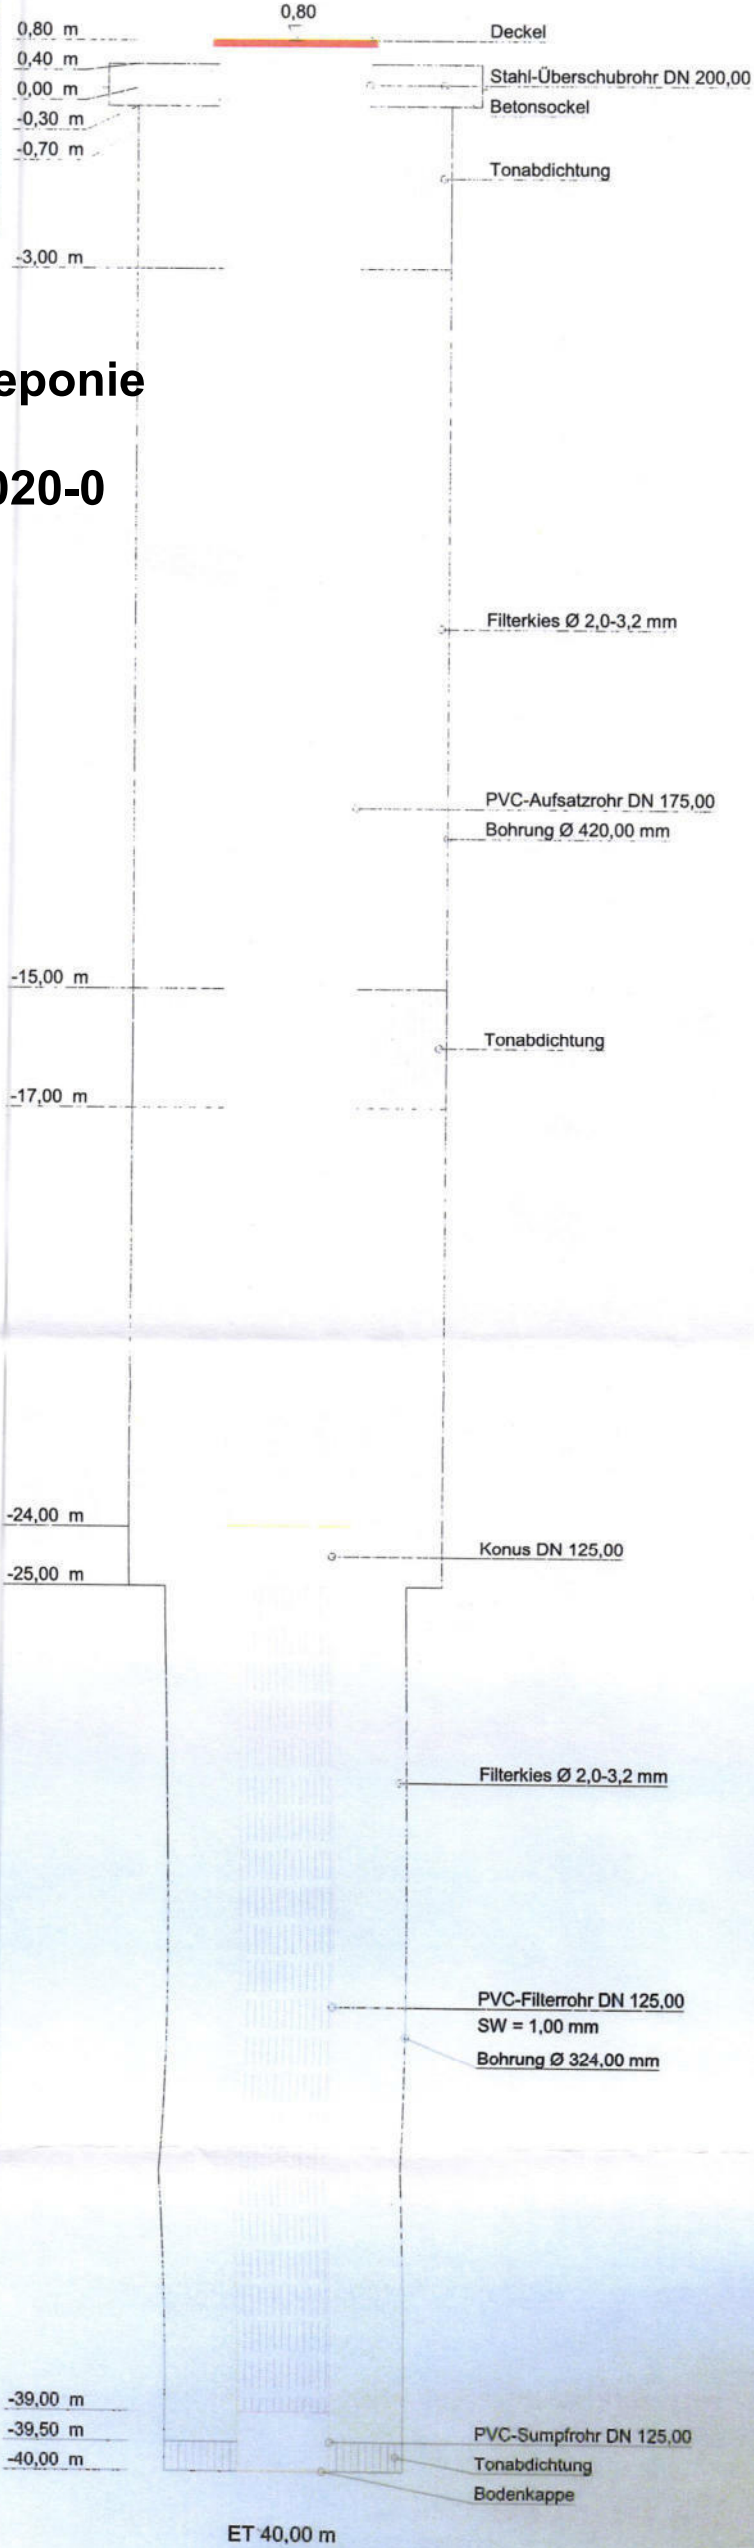 0,80
0,80 m
Deckel
0,40 m
Stahl-Überschubrohr DN 200,00
0,00 m
Betonsockel
-0,30 m
-0,70 m
Tonabdichtung
-3,00 m
eponie
020-0
Filterkies Ø 2,0-3,2 mm
PVC-Aufsatzrohr DN 175,00
Bohrung Ø 420,00 mm
-15,00 m
Tonabdichtung
-17,00 m
-24,00 m
Konus DN 125,00
-25,00 m
Filterkies Ø 2,0-3,2 mm
PVC-Filterrohr DN 125,00
SW = 1,00 mm
Bohrung Ø 324,00 mm
-39,00 m
-39,50 m
PVC-Sumpfrohr DN 125,00
-40,00 m
Tonabdichtung
Bodenkappe
ET 40,00 m